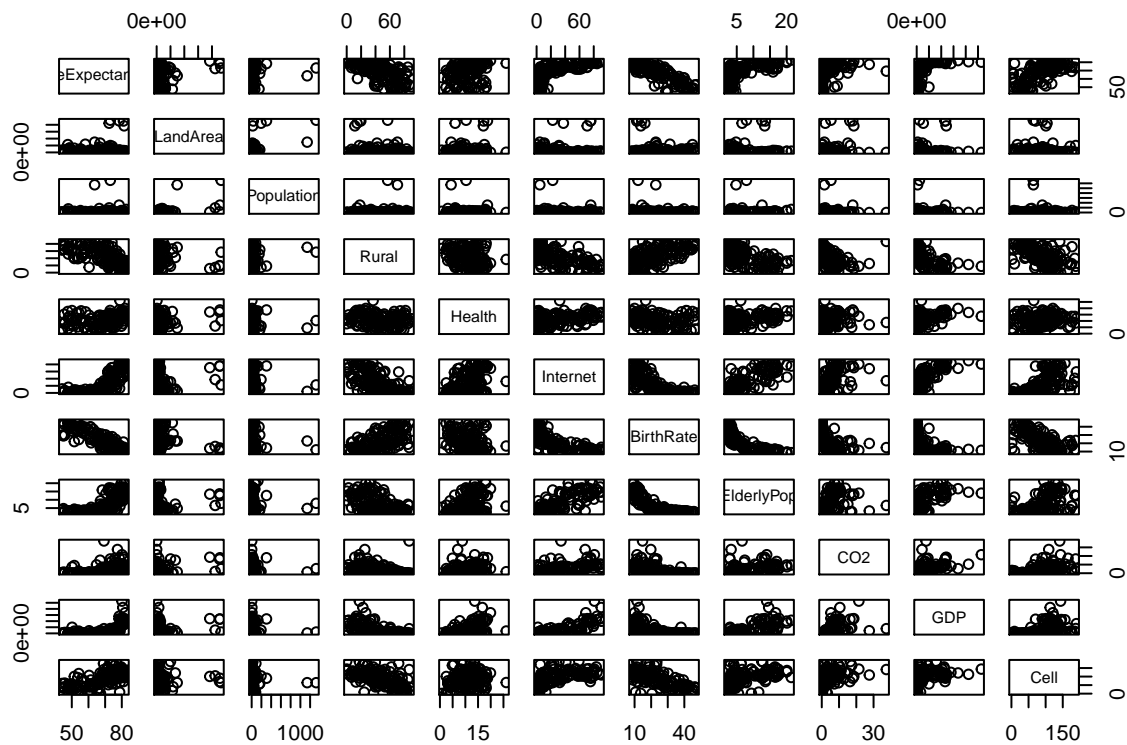 0e+00 0 60 0 60 5 20 0e+00
eExpectan 50
0e+00 LandArea
Population 0
0 Rural
Health 0
0 Internet
BirthRate 10
5 ElderlyPop
CO2 0
0e+00 GDP
Cell 0
50 80 0 1000 0 15 10 40 0 30 0 150